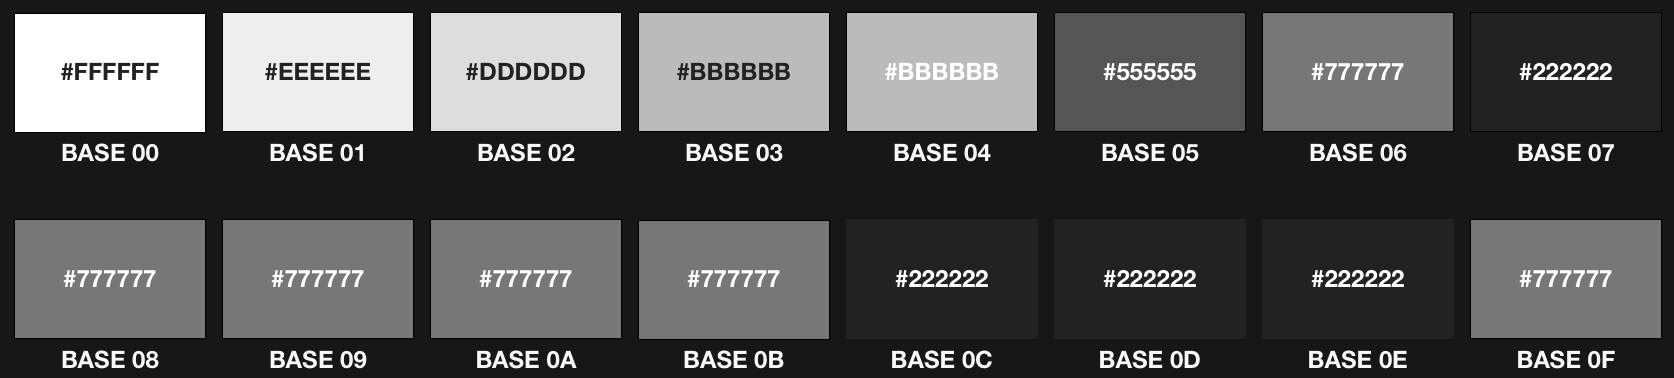 #FFFFFF #EEEEEE #DDDDDD #BBBBBB #BBBBBB #555555 #777777 #222222
BASE 00 BASE 01 BASE 02 BASE 03 BASE 04 BASE 05 BASE 06 BASE 07
#777777 #777777 #777777 #777777 #222222 #222222 #222222 #777777
BASE 08 BASE 09 BASE 0A BASE 0B BASE 0C BASE 0D BASE 0E BASE 0F